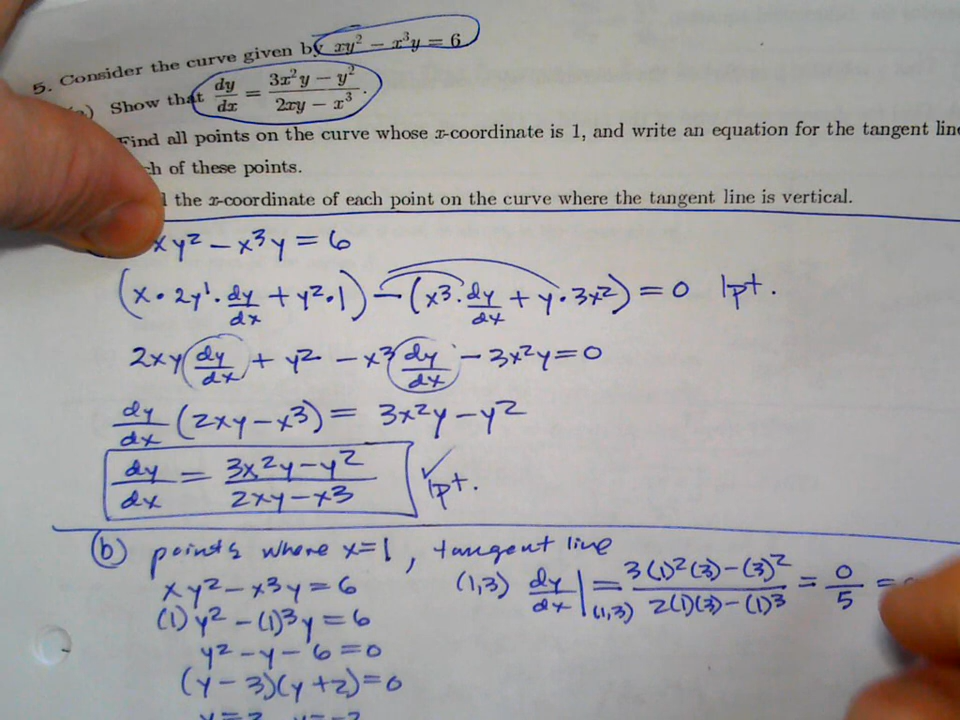 5. Consider the curve given by xy² − x³y = 6
) Show that dy/dx = (3x²y − y²)/(2xy − x³).
Find all points on the curve whose x-coordinate is 1, and write an equation for the tangent line
ch of these points.
the x-coordinate of each point on the curve where the tangent line is vertical.
xy² − x³y = 6
(x · 2y¹ · dy/dx + y² · 1) − (x³ · dy/dx + y · 3x²) = 0 1pt.
2xy dy/dx + y² − x³ dy/dx − 3x²y = 0
dy/dx (2xy − x³) = 3x²y − y²
dy/dx = (3x²y − y²)/(2xy − x³) ✓ 1pt.
(b) points where x=1, tangent line
xy² − x³y = 6
(1,3) dy/dx |(1,3) = (3(1)²(3) − (3)²)/(2(1)(3) − (1)³) = 0/5 =
(1)y² − (1)³y = 6
y² − y − 6 = 0
(y − 3)(y + 2) = 0
y = 3 y = −2